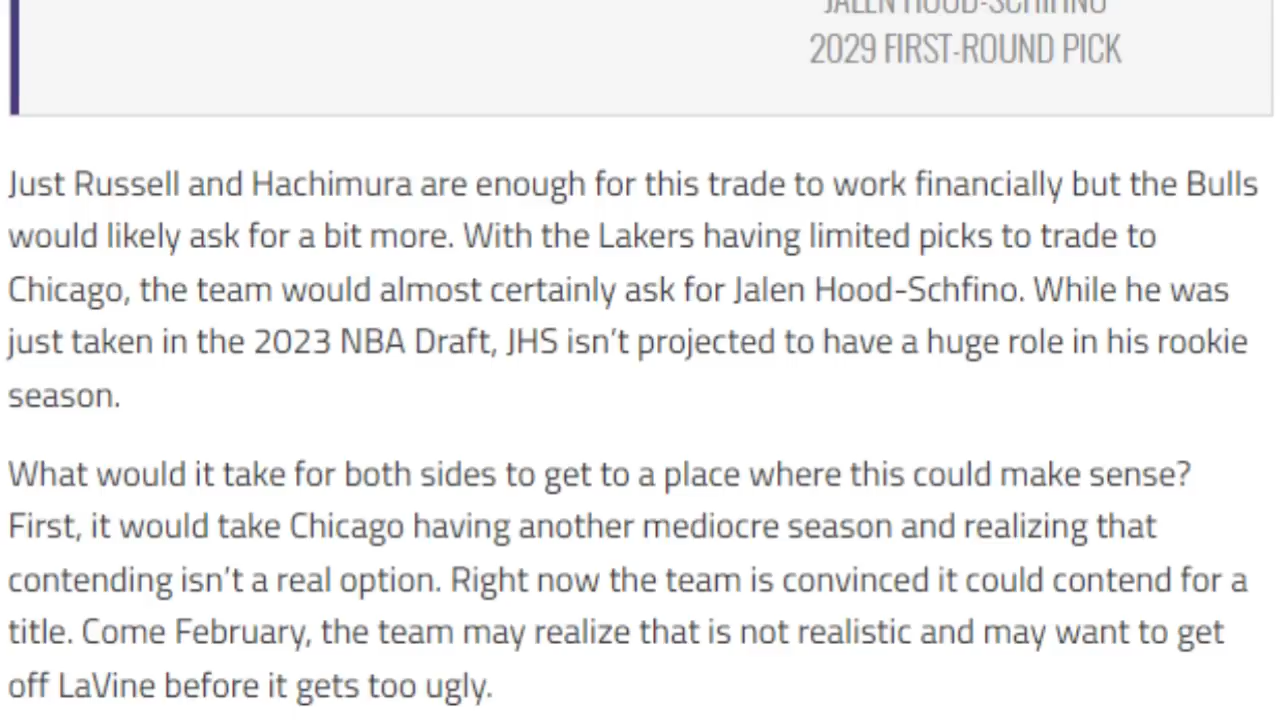 JALEN HOOD-SCHIFINO
2029 FIRST-ROUND PICK
Just Russell and Hachimura are enough for this trade to work financially but the Bulls
would likely ask for a bit more. With the Lakers having limited picks to trade to
Chicago, the team would almost certainly ask for Jalen Hood-Schfino. While he was
just taken in the 2023 NBA Draft, JHS isn’t projected to have a huge role in his rookie
season.
What would it take for both sides to get to a place where this could make sense?
First, it would take Chicago having another mediocre season and realizing that
contending isn’t a real option. Right now the team is convinced it could contend for a
title. Come February, the team may realize that is not realistic and may want to get
off LaVine before it gets too ugly.